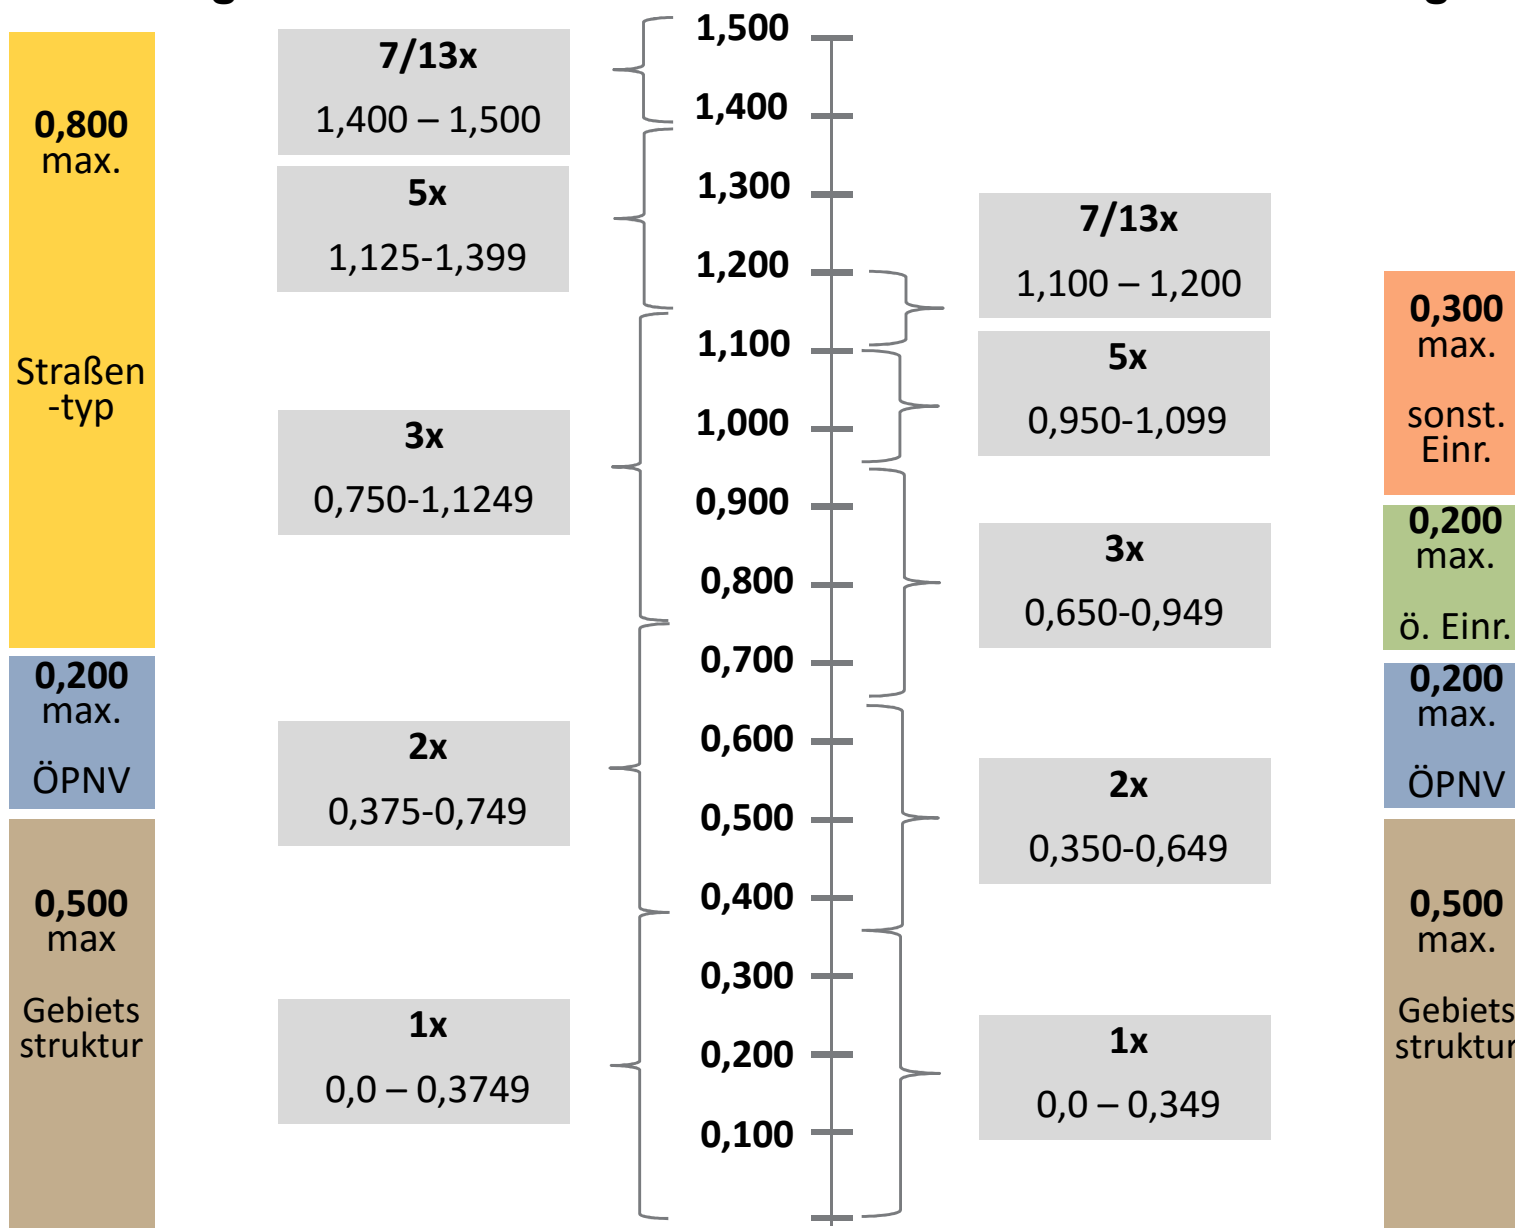 g
g
0,800
max.
Straßen
-typ
0,200
max.
ÖPNV
0,500
max
Gebiets
struktur
7/13x
1,400 – 1,500
5x
1,125-1,399
3x
0,750-1,1249
2x
0,375-0,749
1x
0,0 – 0,3749
1,500
1,400
1,300
1,200
1,100
1,000
0,900
0,800
0,700
0,600
0,500
0,400
0,300
0,200
0,100
7/13x
1,100 – 1,200
5x
0,950-1,099
3x
0,650-0,949
2x
0,350-0,649
1x
0,0 – 0,349
0,300
max.
sonst.
Einr.
0,200
max.
ö. Einr.
0,200
max.
ÖPNV
0,500
max.
Gebiets
struktur